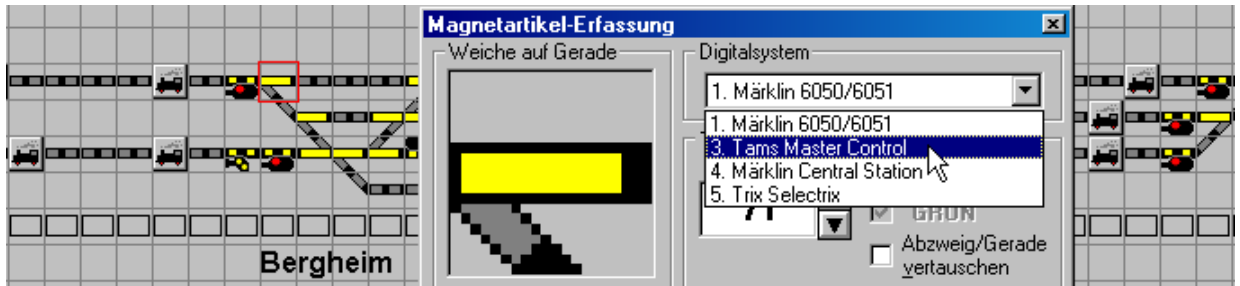 Magnetartikel-Erfassung
Weiche auf Gerade
Digitalsystem
1. Märklin 6050/6051
1. Märklin 6050/6051
3. Tams Master Control
4. Märklin Central Station
5. Trix Selectrix
GRÜN
Abzweig/Gerade
vertauschen
Bergheim